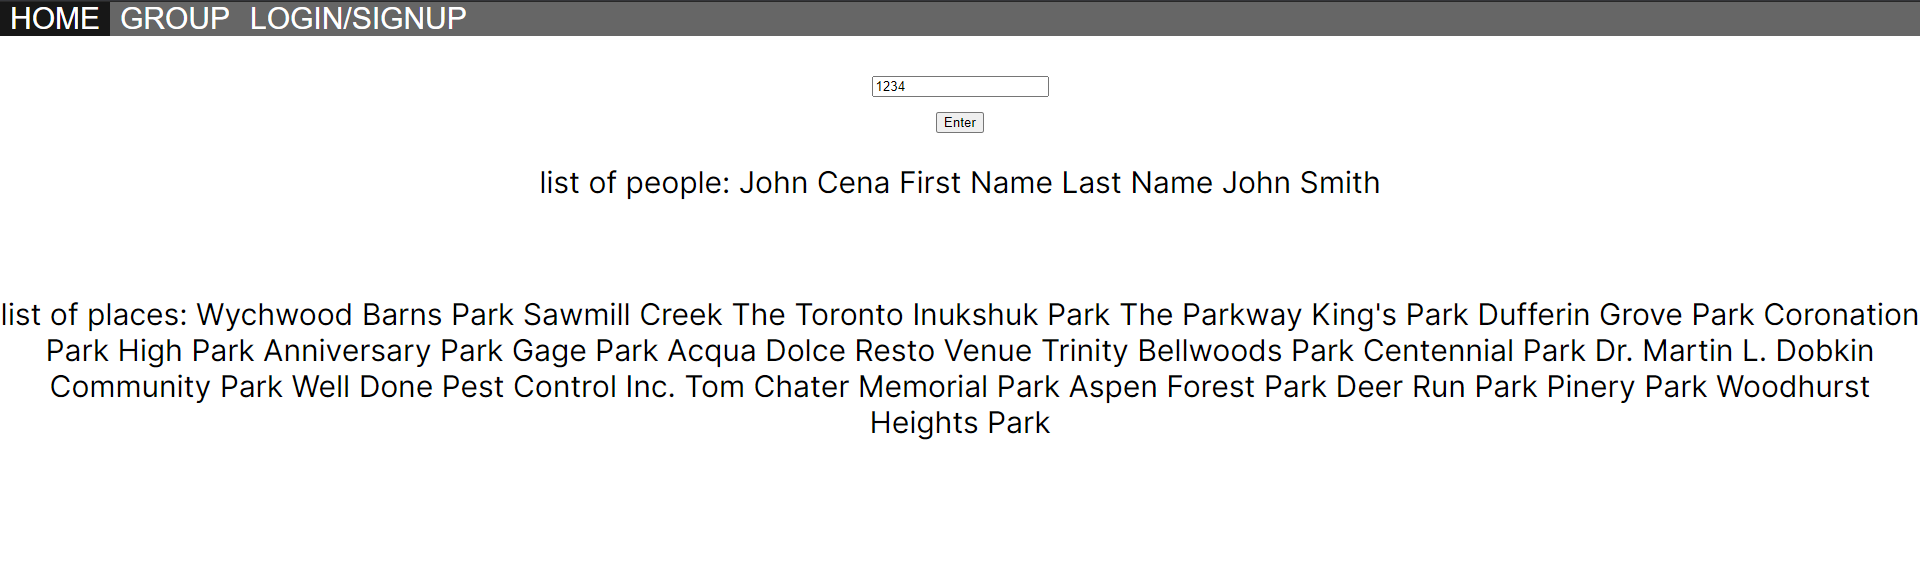 HOME GROUP LOGIN/SIGNUP
1234
Enter
list of people: John Cena First Name Last Name John Smith
list of places: Wychwood Barns Park Sawmill Creek The Toronto Inukshuk Park The Parkway King's Park Dufferin Grove Park Coronation
Park High Park Anniversary Park Gage Park Acqua Dolce Resto Venue Trinity Bellwoods Park Centennial Park Dr. Martin L. Dobkin
Community Park Well Done Pest Control Inc. Tom Chater Memorial Park Aspen Forest Park Deer Run Park Pinery Park Woodhurst
Heights Park